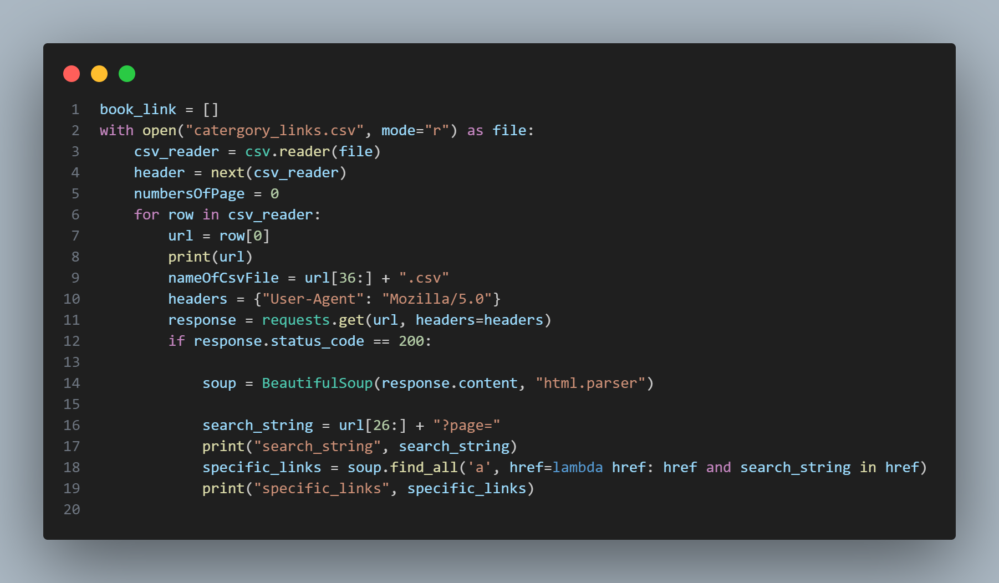 1 book_link = []
2 with open("catergory_links.csv", mode="r") as file:
3     csv_reader = csv.reader(file)
4     header = next(csv_reader)
5     numbersOfPage = 0
6     for row in csv_reader:
7         url = row[0]
8         print(url)
9         nameOfCsvFile = url[36:] + ".csv"
10         headers = {"User-Agent": "Mozilla/5.0"}
11         response = requests.get(url, headers=headers)
12         if response.status_code == 200:
13
14             soup = BeautifulSoup(response.content, "html.parser")
15
16             search_string = url[26:] + "?page="
17             print("search_string", search_string)
18             specific_links = soup.find_all('a', href=lambda href: href and search_string in href)
19             print("specific_links", specific_links)
20